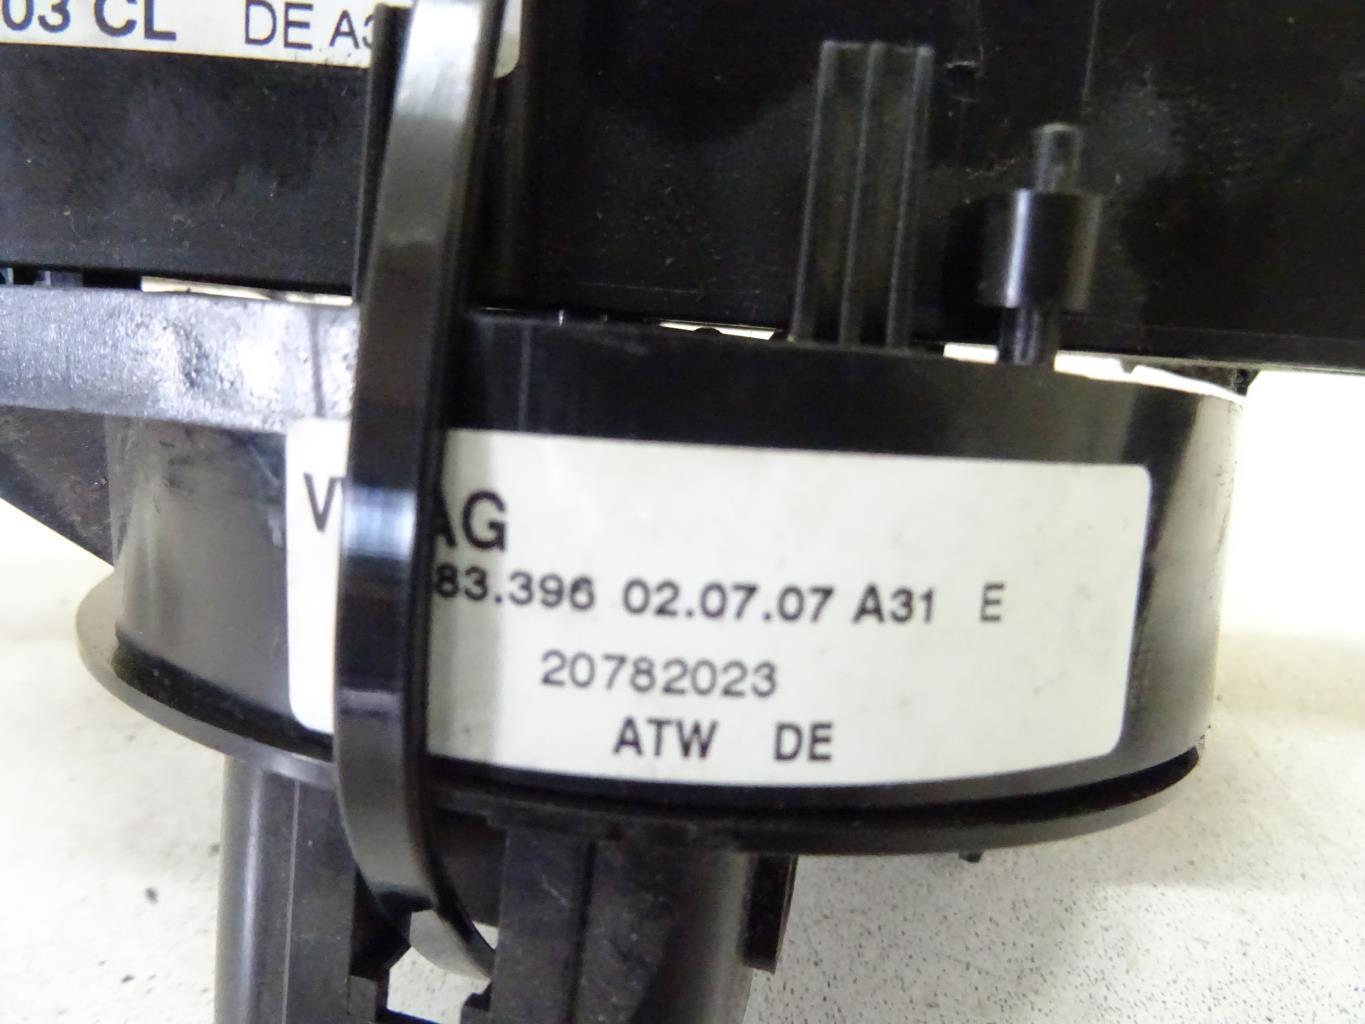 03 CL DE A3
V AG
83.396 02.07.07 A31 E
20782023
ATW DE